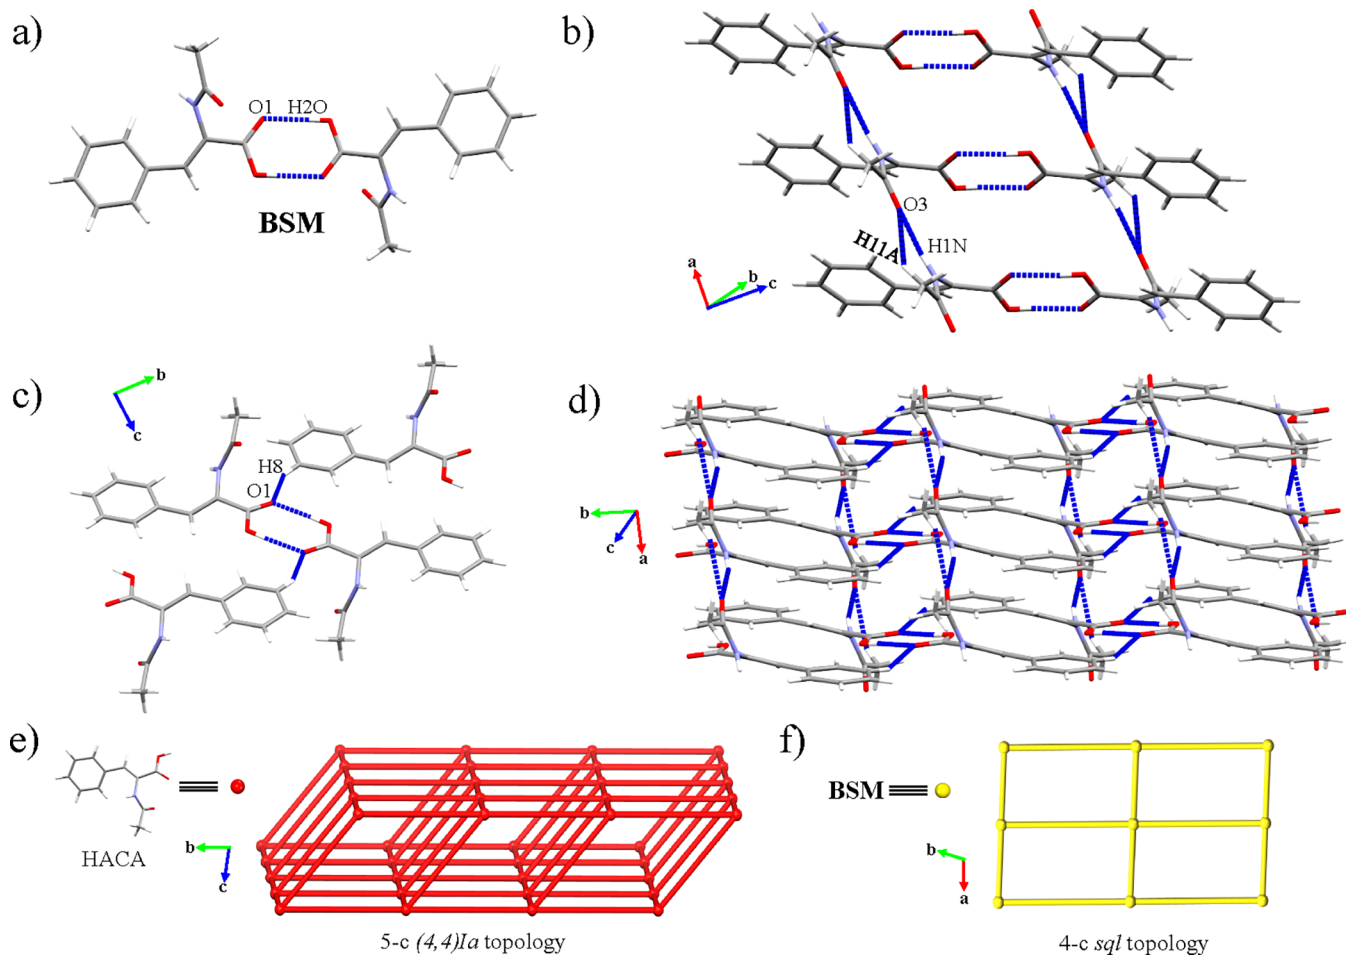 a)
O1
H2O
BSM
b)
O3
H11A
H1N
a
b
c
c)
b
c
H8
O1
d)
b
c
a
e)
HACA
b
c
5-c (4,4)Ia topology
f)
BSM
b
a
4-c sql topology